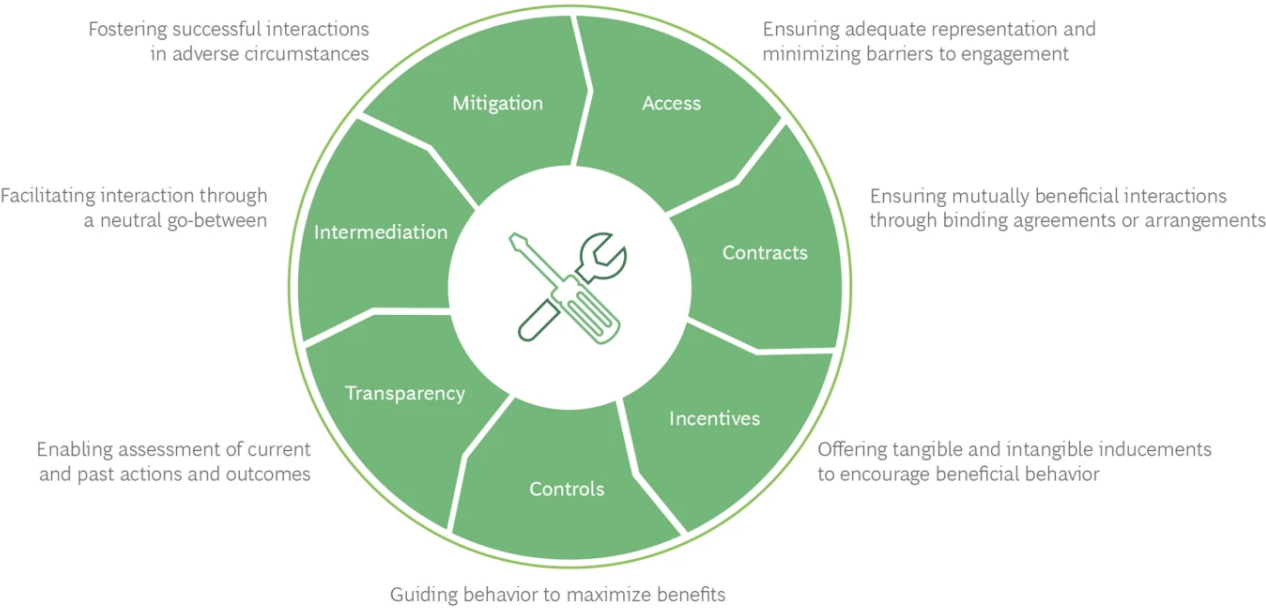 Fostering successful interactions
in adverse circumstances
Mitigation
Access
Ensuring adequate representation and
minimizing barriers to engagement
Contracts
Ensuring mutually beneficial interactions
through binding agreements or arrangements
Incentives
Offering tangible and intangible inducements
to encourage beneficial behavior
Controls
Guiding behavior to maximize benefits
Transparency
Enabling assessment of current
and past actions and outcomes
Intermediation
Facilitating interaction through
a neutral go-between